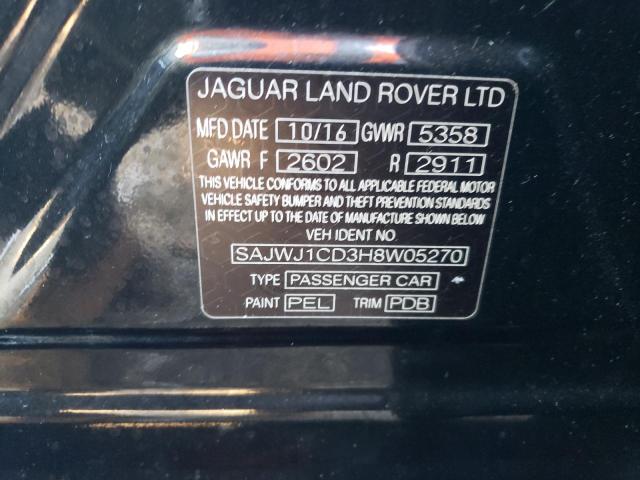 JAGUAR LAND ROVER LTD
MFD DATE 10/16 GVWR 5358
GAWR F 2602 R 2911
THIS VEHICLE CONFORMS TO ALL APPLICABLE FEDERAL MOTOR
VEHICLE SAFETY BUMPER AND THEFT PREVENTION STANDARDS
IN EFFECT UP TO THE DATE OF MANUFACTURE SHOWN BELOW
VEH IDENT NO
SAJWJ1CD3H8W05270
TYPE PASSENGER CAR
PAINT PEL TRIM PDB